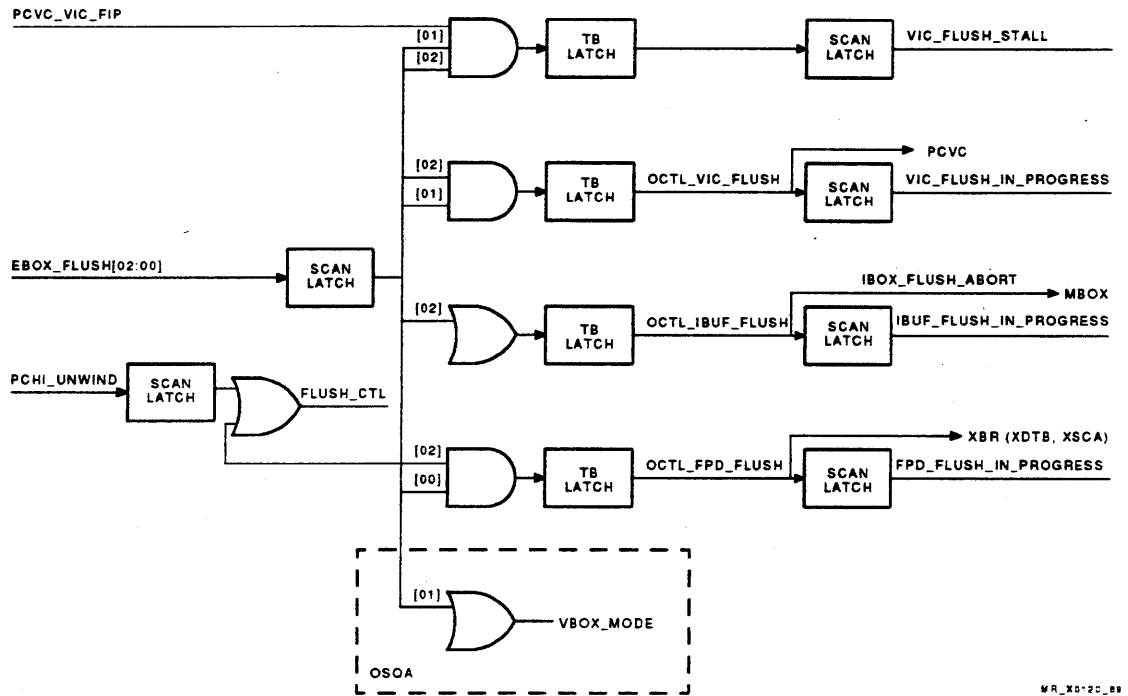 PCVC_VIC_FIP
[01]
[02]
TB
LATCH
SCAN
LATCH
VIC_FLUSH_STALL
[02]
[01]
TB
LATCH
OCTL_VIC_FLUSH
PCVC
SCAN
LATCH
VIC_FLUSH_IN_PROGRESS
EBOX_FLUSH[02:00]
SCAN
LATCH
[02]
TB
LATCH
OCTL_IBUF_FLUSH
IBOX_FLUSH_ABORT
MBOX
SCAN
LATCH
IBUF_FLUSH_IN_PROGRESS
PCHI_UNWIND
SCAN
LATCH
FLUSH_CTL
[02]
[00]
TB
LATCH
OCTL_FPD_FLUSH
XBR (XDTB, XSCA)
SCAN
LATCH
FPD_FLUSH_IN_PROGRESS
[01]
VBOX_MODE
OSQA